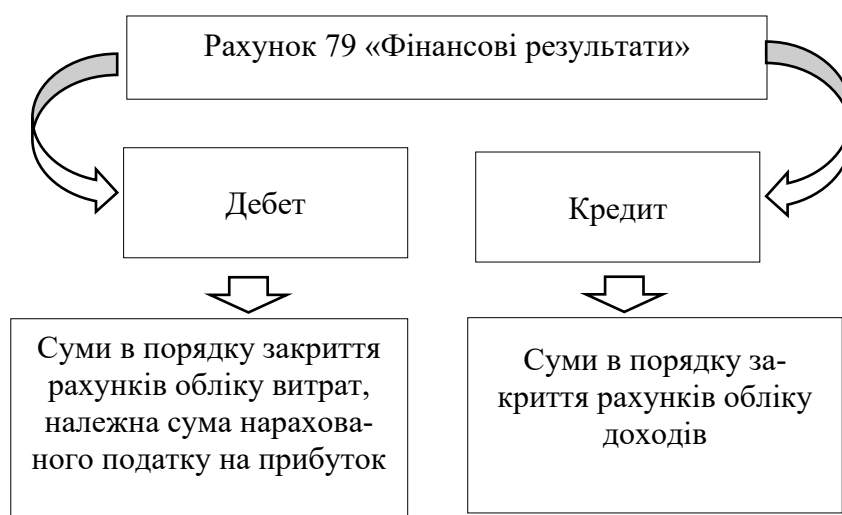 Рахунок 79 «Фінансові результати»
Дебет
Кредит
Суми в порядку закриття
рахунків обліку витрат,
належна сума нарахова-
ного податку на прибуток
Суми в порядку за-
криття рахунків обліку
доходів